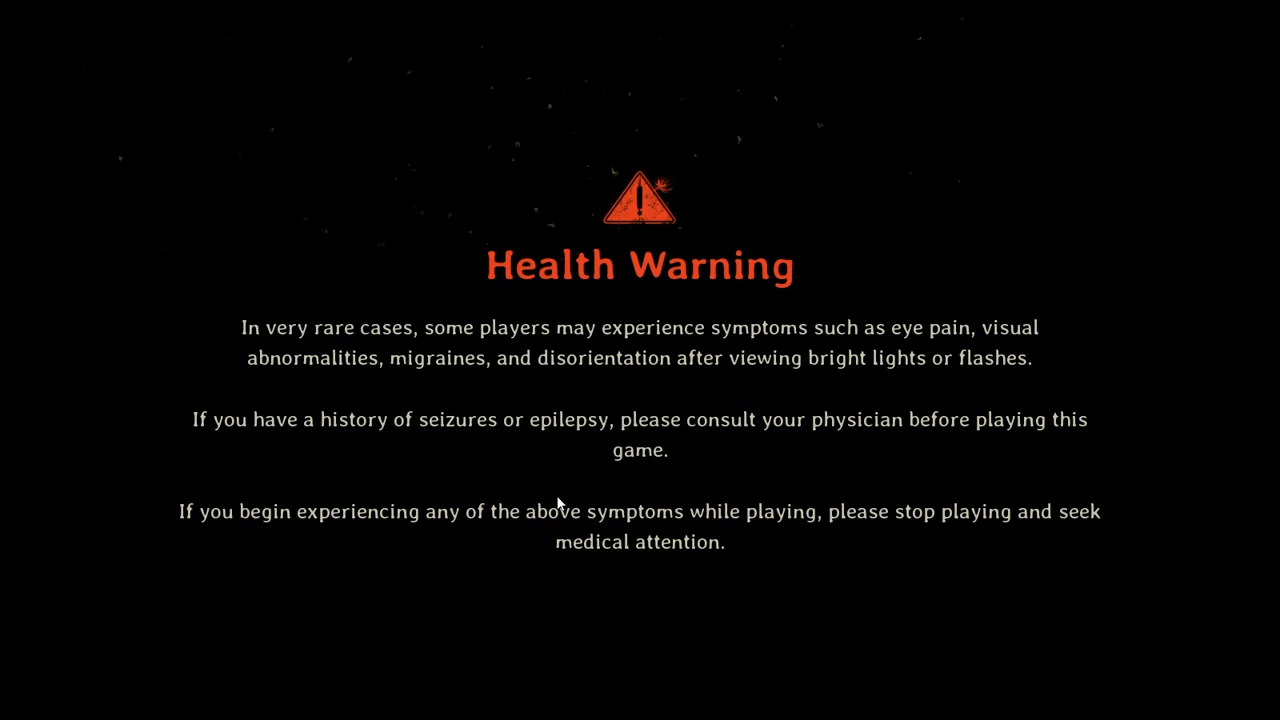 Health Warning
In very rare cases, some players may experience symptoms such as eye pain, visual
abnormalities, migraines, and disorientation after viewing bright lights or flashes.
If you have a history of seizures or epilepsy, please consult your physician before playing this
game.
If you begin experiencing any of the above symptoms while playing, please stop playing and seek
medical attention.